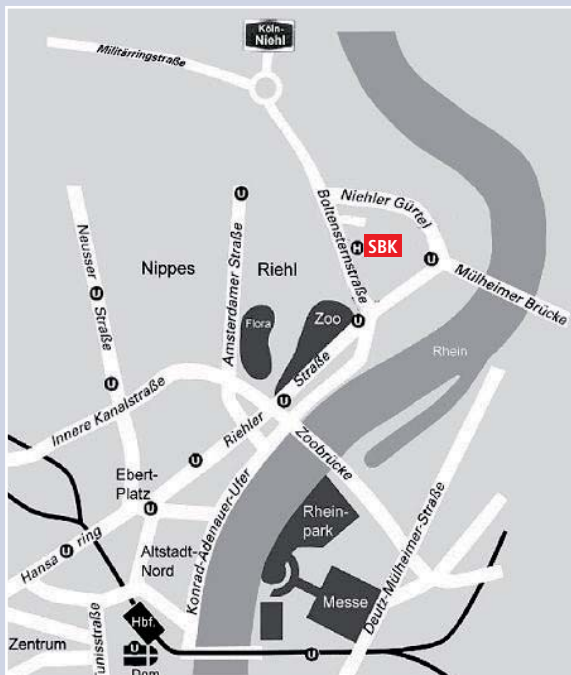 Köln-
Niehl
Militärringstraße
Niehler Gürtel
Boltensternstraße
H SBK
U
U
Neusser
Straße
U
U
Amsterdamer Straße
Nippes
Riehl
Mülheimer Brücke
Flora
Zoo
U
Rhein
Innere Kanalstraße
Riehler
Straße
U
U
Zoobrücke
Ebert-
Platz
U
Konrad-Adenauer-Ufer
Rhein-
park
Deutz-Mülheimer-Straße
Hansaring
U
Altstadt-
Nord
Messe
Hbf.
Zentrum
unisstraße
U
Dom
U